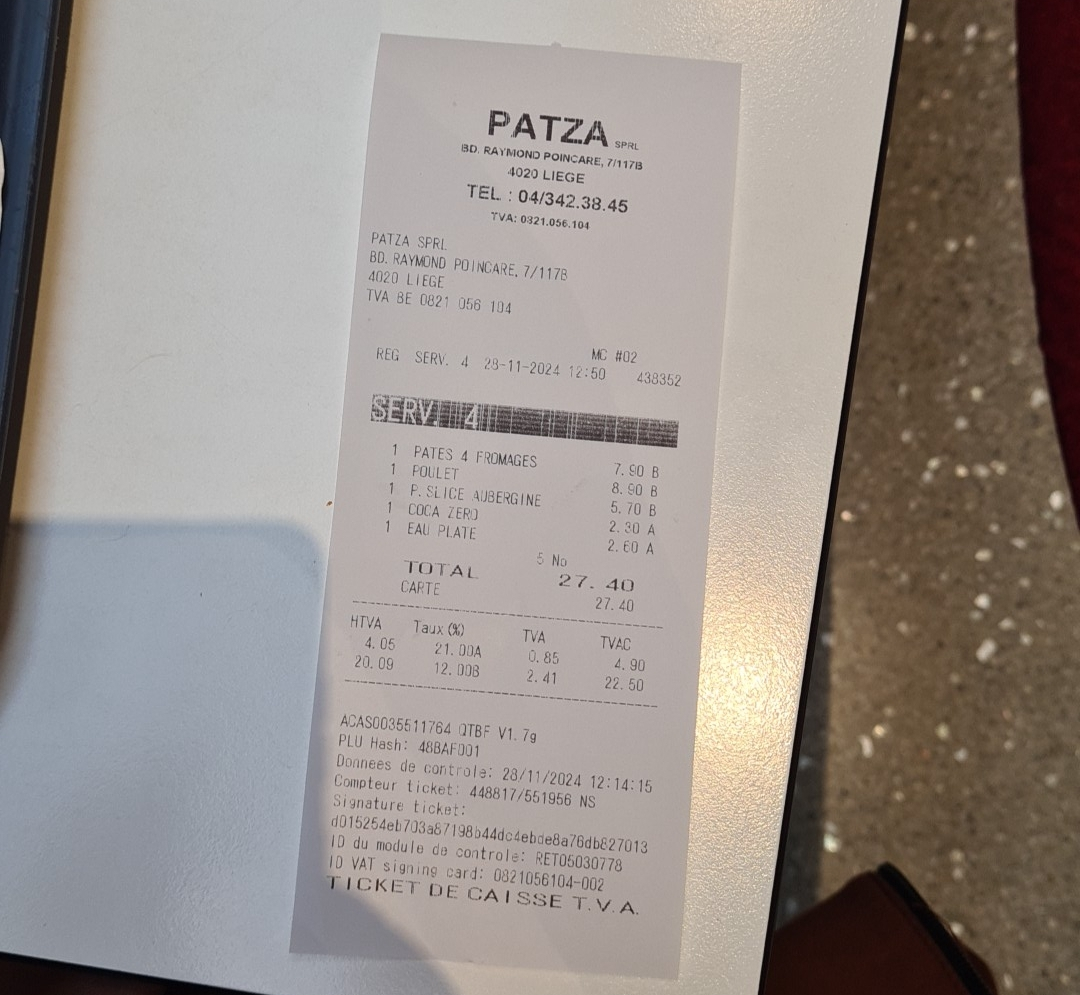 PATZA SPRL
BD. RAYMOND POINCARE, 7/117B
4020 LIEGE
TEL : 04/342.38.45
TVA: 0821.056.104
PATZA SPRL
BD. RAYMOND POINCARE, 7/117B
4020 LIEGE
TVA BE 0821 056 104
MC #02
REG SERV. 4 28-11-2024 12:50 438352
SERV. 4
1 PATES 4 FROMAGES 7.90 B
1 POULET 8.90 B
1 P.SLICE AUBERGINE 5.70 B
1 COCA ZERO 2.30 A
1 EAU PLATE 2.60 A
5 No
TOTAL 27.40
CARTE 27.40
HTVA Taux (%) TVA TVAC
4.05 21.00A 0.85 4.90
20.09 12.00B 2.41 22.50
ACAS0035511764 QTBF V1.7g
PLU Hash: 48BAF001
Donnees de controle: 28/11/2024 12:14:15
Compteur ticket: 448817/551956 NS
Signature ticket:
d015254eb703a87198b44dc4ebde8a76db827013
ID du module de controle: RET05030778
ID VAT signing card: 0821056104-002
TICKET DE CAISSE T.V.A.